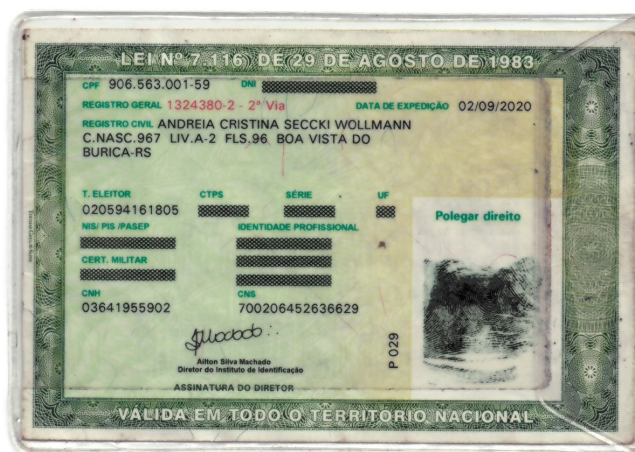 LEI Nº 7.116, DE 29 DE AGOSTO DE 1983
CPF 906.563.001-59 DNI
REGISTRO GERAL 1324380-2 - 2ª Via DATA DE EXPEDIÇÃO 02/09/2020
REGISTRO CIVIL ANDREIA CRISTINA SECCKI WOLLMANN
C.NASC.967 LIV.A-2 FLS.96 BOA VISTA DO
BURICA-RS
T. ELEITOR CTPS SÉRIE UF
020594161805
Polegar direito
NIS/ PIS /PASEP IDENTIDADE PROFISSIONAL
CERT. MILITAR
CNH CNS
03641955902 700206452636629
P 029
Ailton Silva Machado
Diretor do Instituto de Identificação
ASSINATURA DO DIRETOR
VÁLIDA EM TODO O TERRITÓRIO NACIONAL